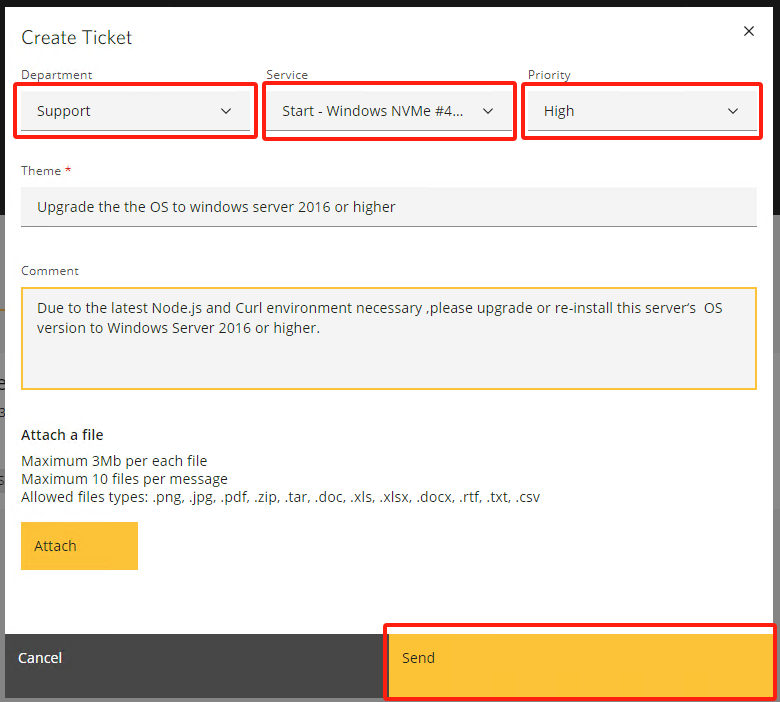 Create Ticket
Department Service Priority
Support Start - Windows NVMe #4... High
Theme *
Upgrade the the OS to windows server 2016 or higher
Comment
Due to the latest Node.js and Curl environment necessary ,please upgrade or re-install this server’s  OS
version to Windows Server 2016 or higher.
Attach a file
Maximum 3Mb per each file
Maximum 10 files per message
Allowed files types: .png, .jpg, .pdf, .zip, .tar, .doc, .xls, .xlsx, .docx, .rtf, .txt, .csv
Attach
Cancel Send